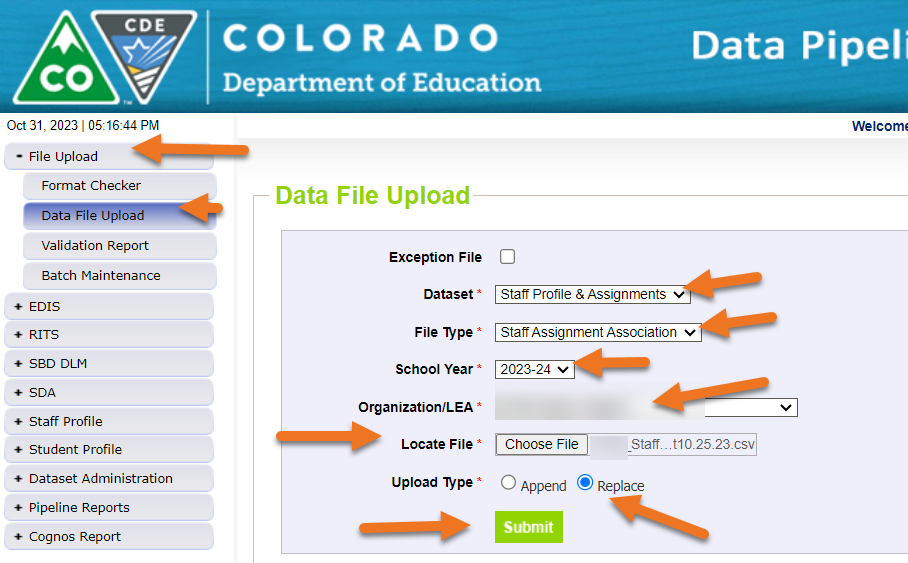 CDE
CO
COLORADO
Department of Education
Data Pipeli
Oct 31, 2023 | 05:16:44 PM
Welcome
- File Upload
Format Checker
Data File Upload
Validation Report
Batch Maintenance
+ EDIS
+ RITS
+ SBD DLM
+ SDA
+ Staff Profile
+ Student Profile
+ Dataset Administration
+ Pipeline Reports
+ Cognos Report
Data File Upload
Exception File
Dataset * Staff Profile & Assignments
File Type * Staff Assignment Association
School Year * 2023-24
Organization/LEA *
Locate File * Choose File _Staff...t10.25.23.csv
Upload Type * Append Replace
Submit